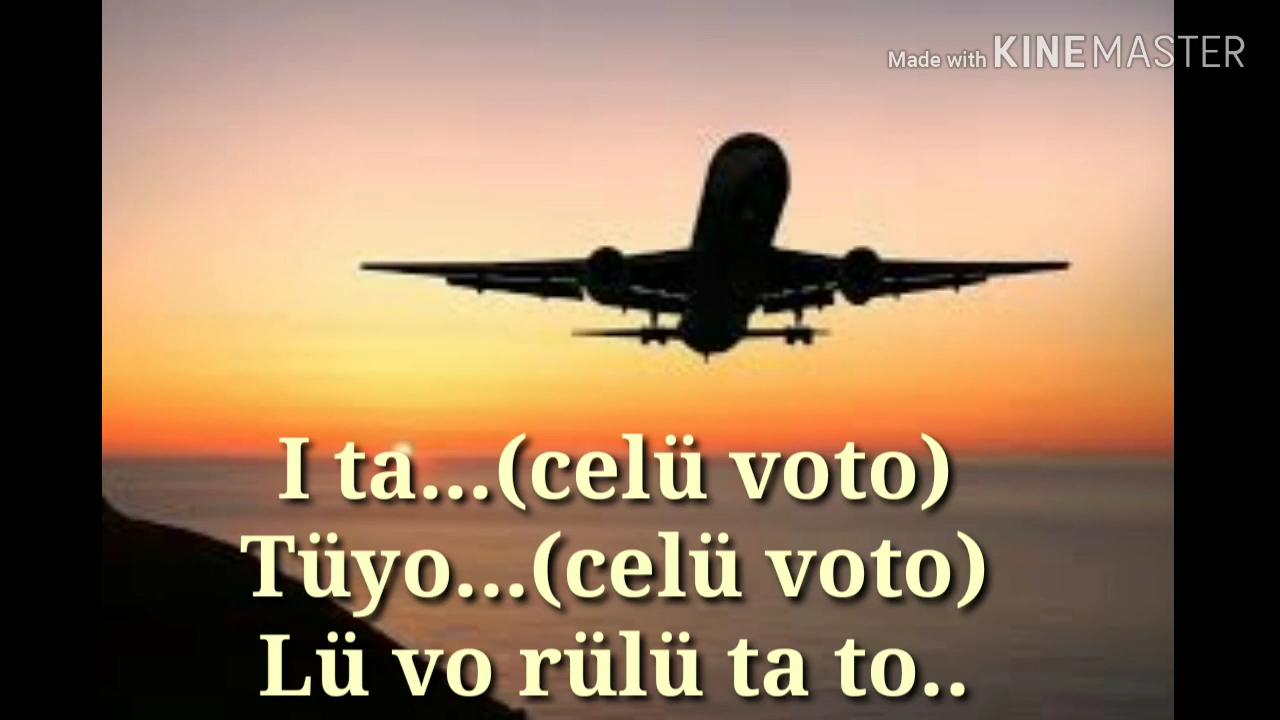 Made with KINEMASTER
I ta...(celü voto)
Tüyo...(celü voto)
Lü vo rülü ta to..